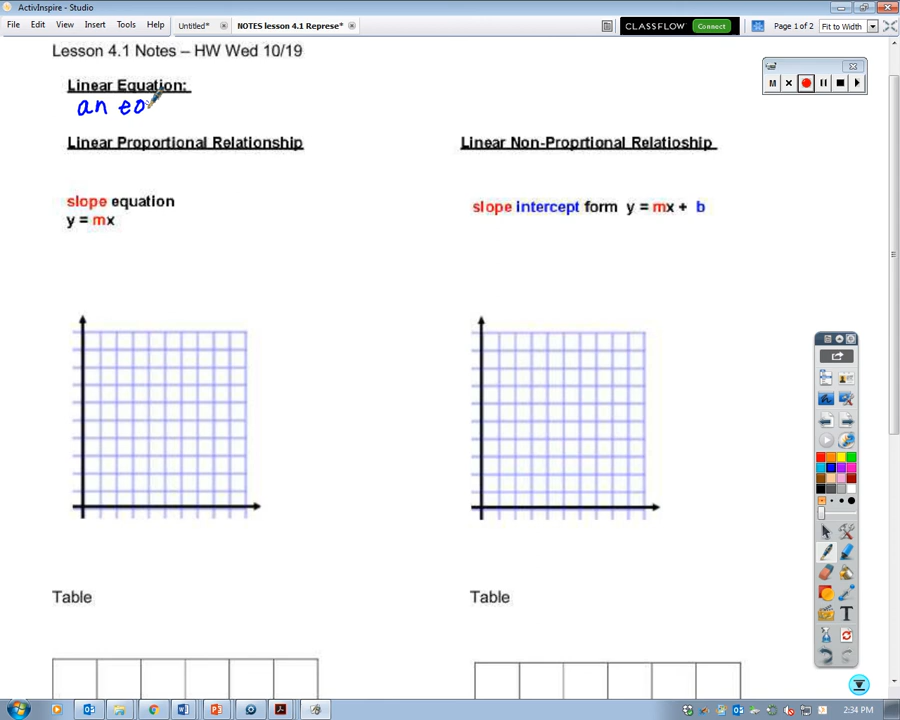 ActivInspire - Studio
File Edit View Insert Tools Help
Untitled*
NOTES lesson 4.1 Represe*
CLASSFLOW Connect
Page 1 of 2
Fit to Width
Lesson 4.1 Notes – HW Wed 10/19
Linear Equation:
an eq
Linear Proportional Relationship
Linear Non-Proprtional Relatioship
slope equation
y = mx
slope intercept form y = mx + b
Table
Table
2:34 PM